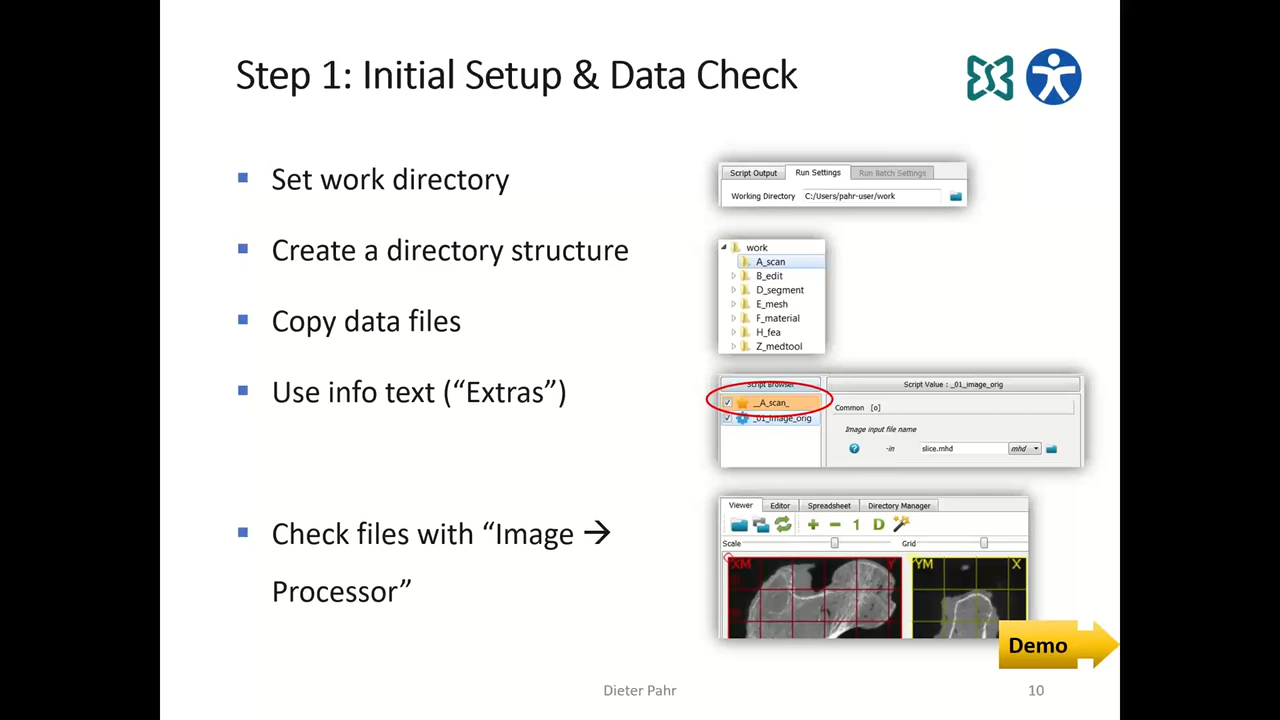 Step 1: Initial Setup & Data Check
Set work directory
Create a directory structure
Copy data files
Use info text (“Extras”)
Check files with “Image →
Processor”
Script Output Run Settings Run Batch Settings
Working Directory C:/Users/pahr-user/work
work
A_scan
B_edit
D_segment
E_mesh
F_material
H_fea
Z_medtool
Script Browser Script Value : _01_image_orig
__A_scan_
_01_image_orig
Common [o]
Image input file name
-in slice.mhd mhd
Viewer Editor Spreadsheet Directory Manager
1 D
Scale Grid
XM Y YM X
Demo
Dieter Pahr 10